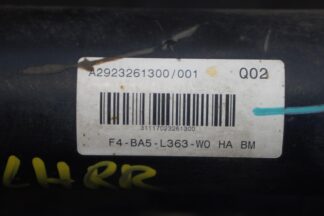 A2923261300/001 Q02
31117023261300
F4-BA5-L363-W0 HA BM
LHRR